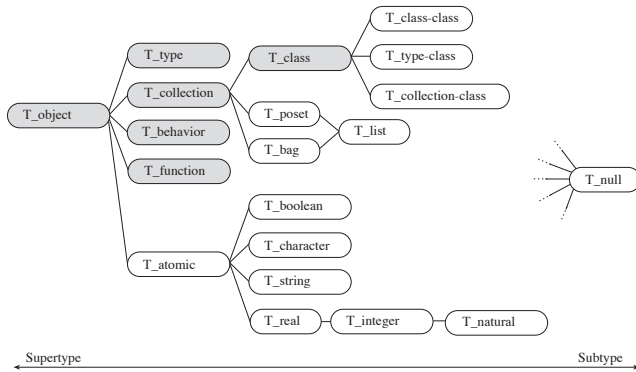 T_class-class
T_type
T_class
T_type-class
T_collection
T_collection-class
T_object
T_poset
T_behavior
T_list
T_bag
T_function
T_null
T_boolean
T_character
T_atomic
T_string
T_real
T_integer
T_natural
Supertype
Subtype